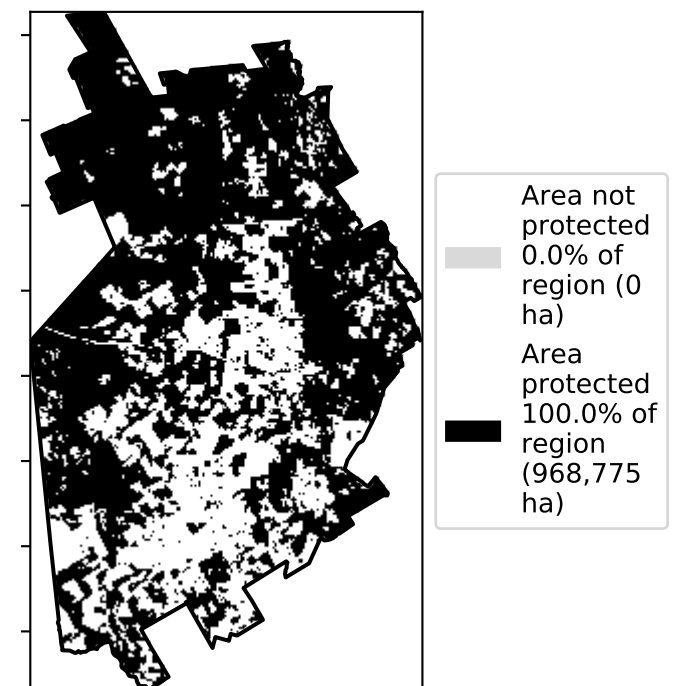 Area not
protected
0.0% of
region (0
ha)
Area
protected
100.0% of
region
(968,775
ha)